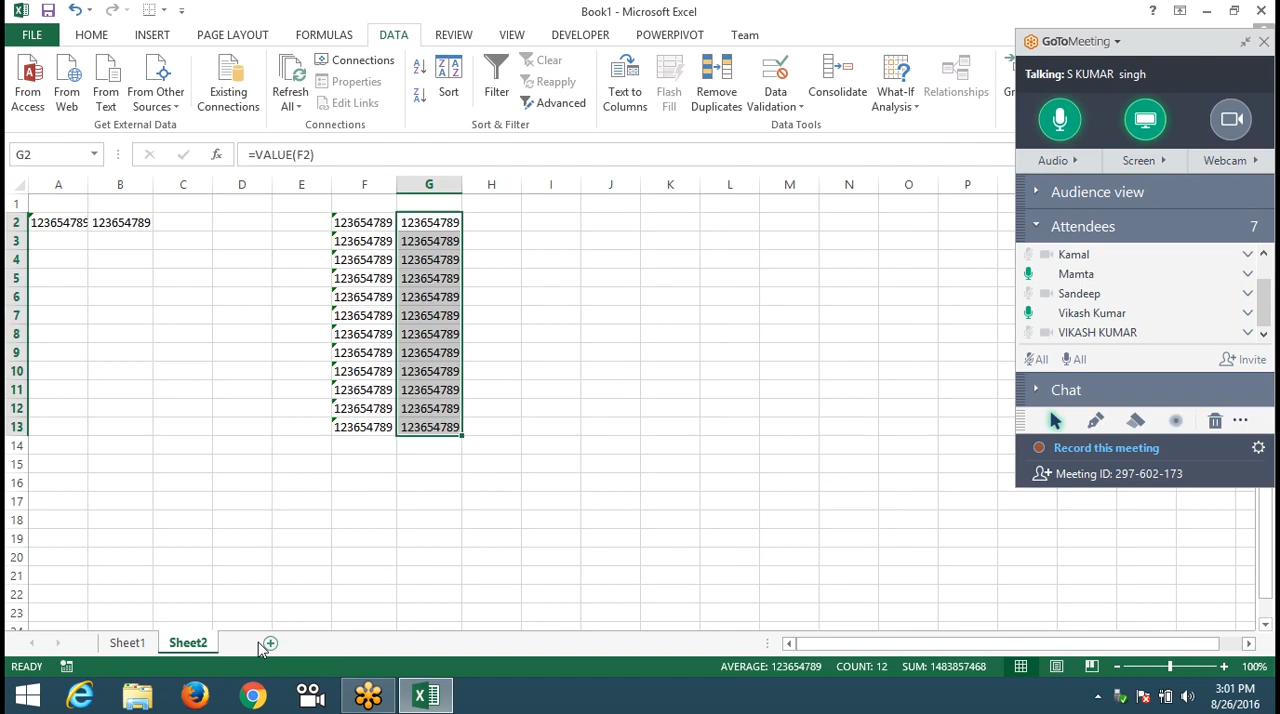 Book1 - Microsoft Excel
FILE HOME INSERT PAGE LAYOUT FORMULAS DATA REVIEW VIEW DEVELOPER POWERPIVOT Team
From Access
From Web
From Text
From Other Sources
Get External Data
Existing Connections
Refresh All
Connections
Properties
Edit Links
Connections
Sort
Filter
Clear
Reapply
Advanced
Sort & Filter
Text to Columns
Flash Fill
Remove Duplicates
Data Validation
Consolidate
What-If Analysis
Relationships
Data Tools
Gr
G2 fx =VALUE(F2)
A B C D E F G H I J K L M N O P
1
2 123654789 123654789 123654789 123654789
3 123654789 123654789
4 123654789 123654789
5 123654789 123654789
6 123654789 123654789
7 123654789 123654789
8 123654789 123654789
9 123654789 123654789
10 123654789 123654789
11 123654789 123654789
12 123654789 123654789
13 123654789 123654789
14
15
16
17
18
19
20
21
22
23
Sheet1 Sheet2
READY AVERAGE: 123654789 COUNT: 12 SUM: 1483857468 100%
3:01 PM
8/26/2016
GoToMeeting
Talking: S KUMAR singh
Audio Screen Webcam
Audience view
Attendees 7
Kamal
Mamta
Sandeep
Vikash Kumar
VIKASH KUMAR
All All Invite
Chat
Record this meeting
Meeting ID: 297-602-173